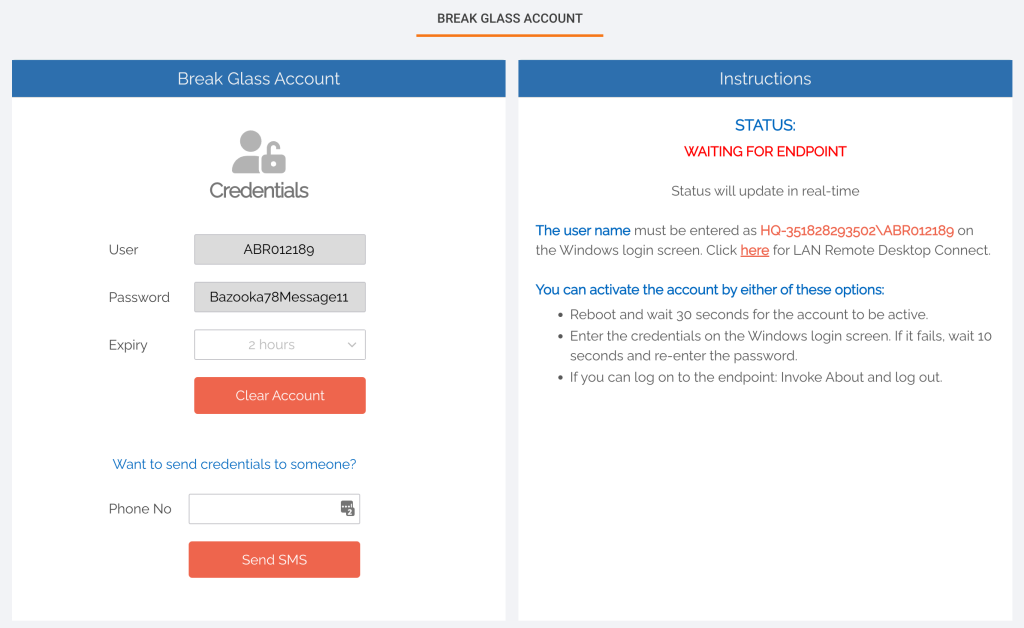 BREAK GLASS ACCOUNT
Break Glass Account
Credentials
User
ABR012189
Password
Bazooka78Message11
Expiry
2 hours
Clear Account
Want to send credentials to someone?
Phone No
2
Send SMS
Instructions
STATUS:
WAITING FOR ENDPOINT
Status will update in real-time
The user name must be entered as HQ-351828293502\ABR012189 on
the Windows login screen. Click here for LAN Remote Desktop Connect.
You can activate the account by either of these options:
• Reboot and wait 30 seconds for the account to be active.
• Enter the credentials on the Windows login screen. If it fails, wait 10
seconds and re-enter the password.
• If you can log on to the endpoint: Invoke About and log out.